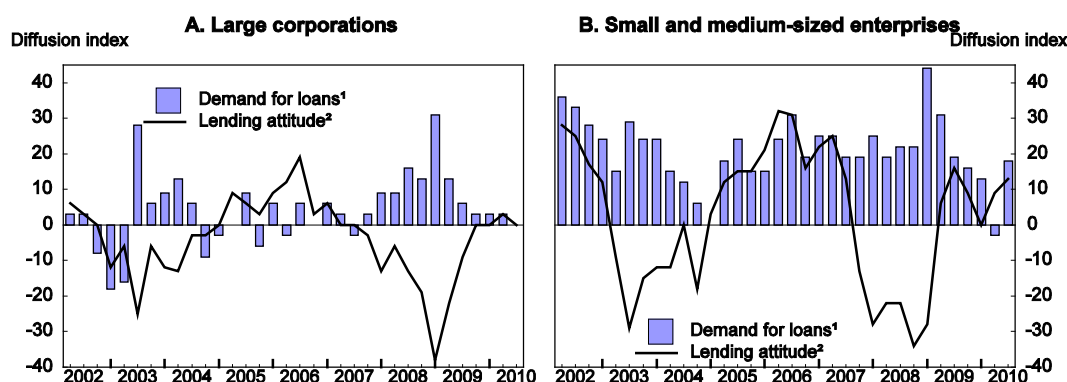 A. Large corporations
Diffusion index
40
30
20
10
0
-10
-20
-30
-40
Demand for loans¹
Lending attitude²
2002 2003 2004 2005 2006 2007 2008 2009 2010
B. Small and medium-sized enterprises
Diffusion index
40
30
20
10
0
-10
-20
-30
-40
Demand for loans¹
Lending attitude²
2002 2003 2004 2005 2006 2007 2008 2009 2010